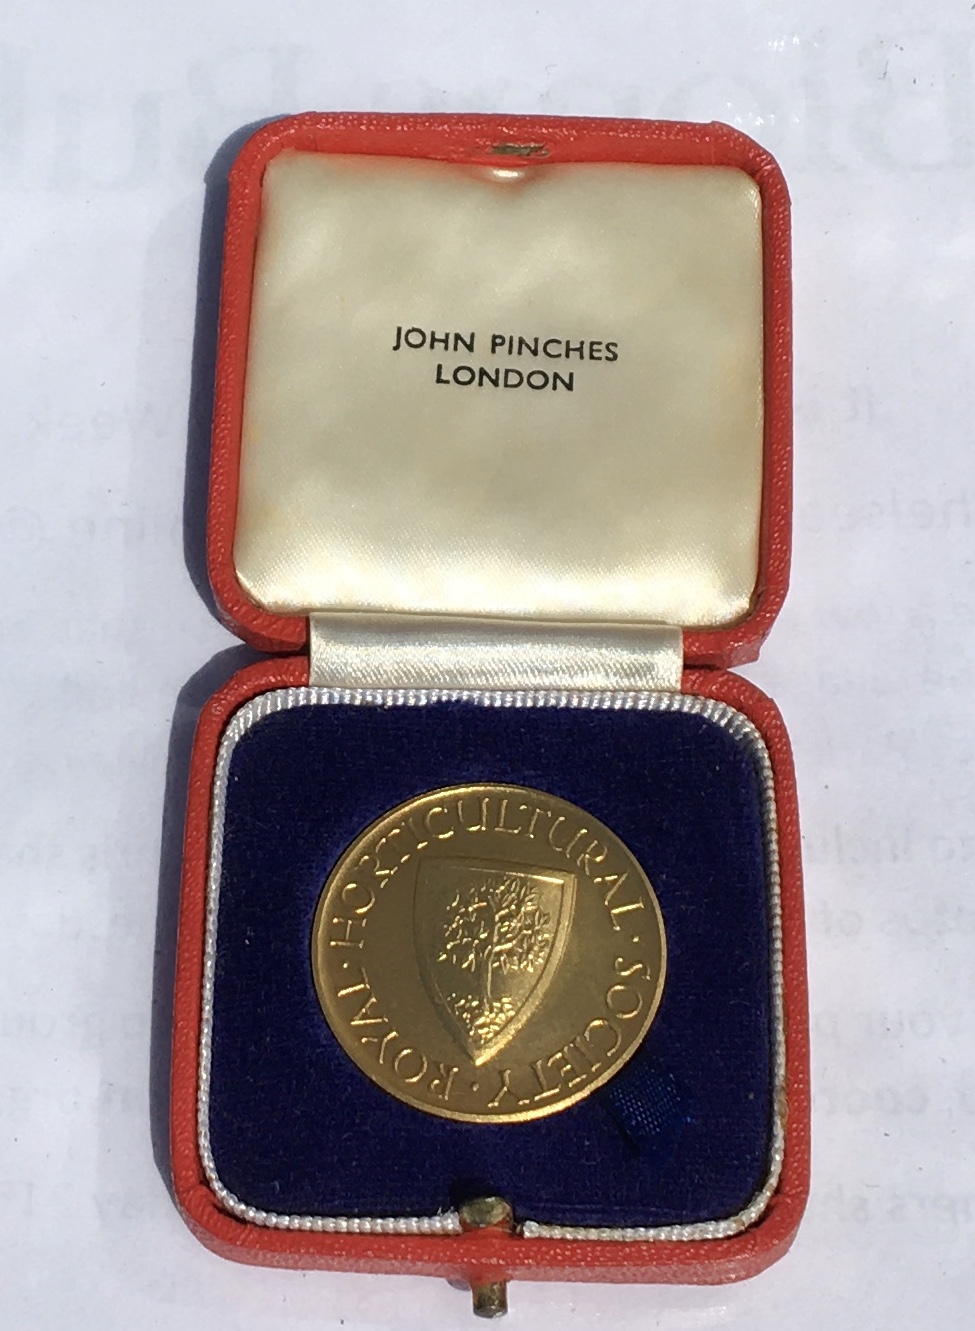 JOHN PINCHES
LONDON
ROYAL · HORTICULTURAL · SOCIETY ·